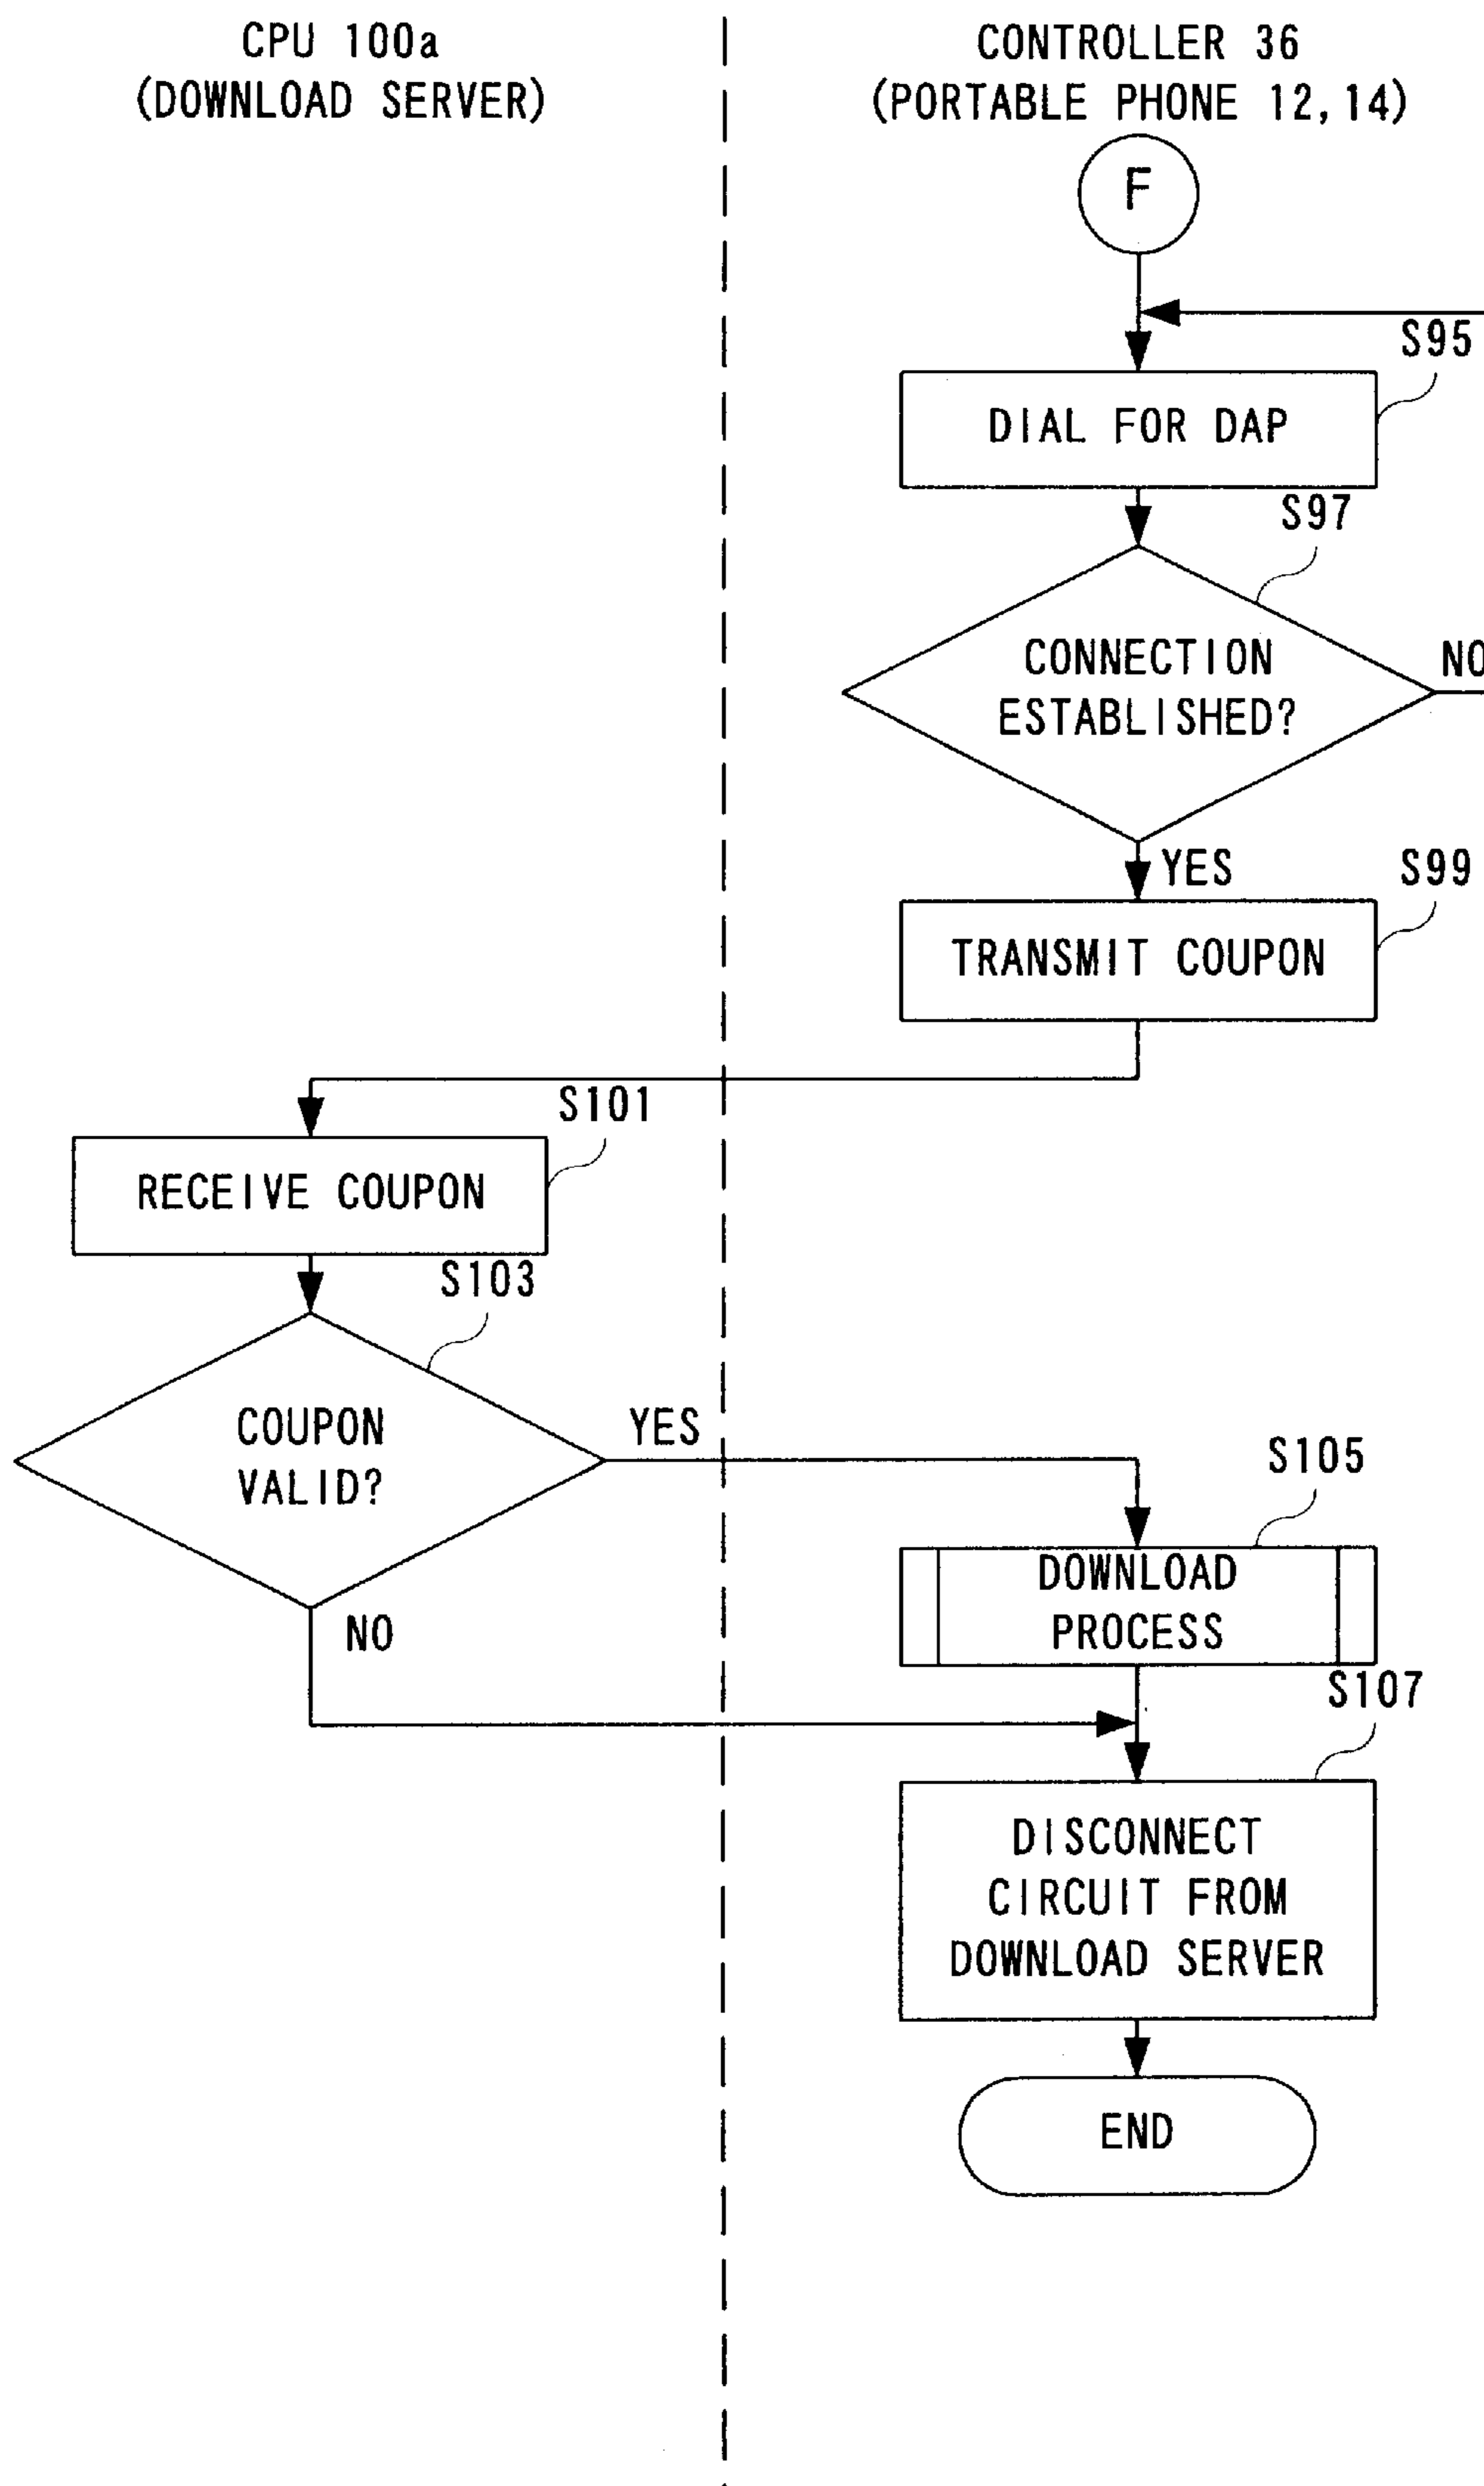 CPU 100a
(DOWNLOAD SERVER)
CONTROLLER 36
(PORTABLE PHONE 12,14)
F
S95
DIAL FOR DAP
S97
CONNECTION
ESTABLISHED?
NO
YES
S99
TRANSMIT COUPON
S101
RECEIVE COUPON
S103
COUPON
VALID?
YES
NO
S105
DOWNLOAD
PROCESS
S107
DISCONNECT
CIRCUIT FROM
DOWNLOAD SERVER
END